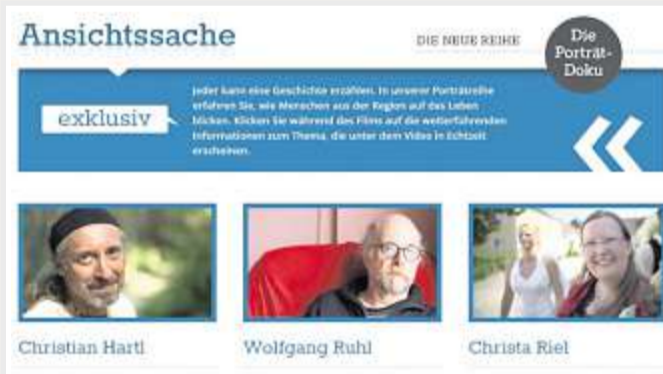 Ansichtssache
DIE NEUE REIHE
Die
Porträt-
Doku
exklusiv
Jeder kann eine Geschichte erzählen. In unserer Porträtreihe
erfahren Sie, wie Menschen aus der Region auf das Leben
blicken. Klicken Sie während des Films auf die weiterführenden
Informationen zum Thema, die unter dem Video in Echtzeit
erscheinen.
Christian Hartl
Wolfgang Ruhl
Christa Riel